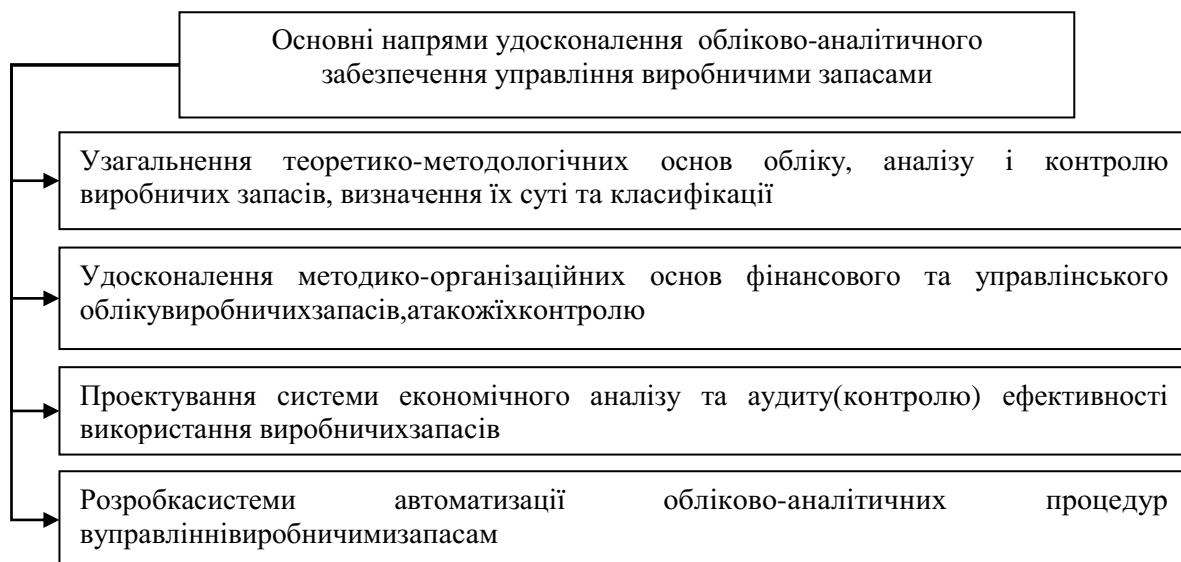 Основні напрями удосконалення обліково-аналітичного
забезпечення управління виробничими запасами
Узагальнення теоретико-методологічних основ обліку, аналізу і контролю
виробничих запасів, визначення їх суті та класифікації
Удосконалення методико-організаційних основ фінансового та управлінського
облікувиробничихзапасів,атакожїхконтролю
Проектування системи економічного аналізу та аудиту(контролю) ефективності
використання виробничихзапасів
Розробкасистеми автоматизації обліково-аналітичних процедур
вуправліннівиробничимизапасам